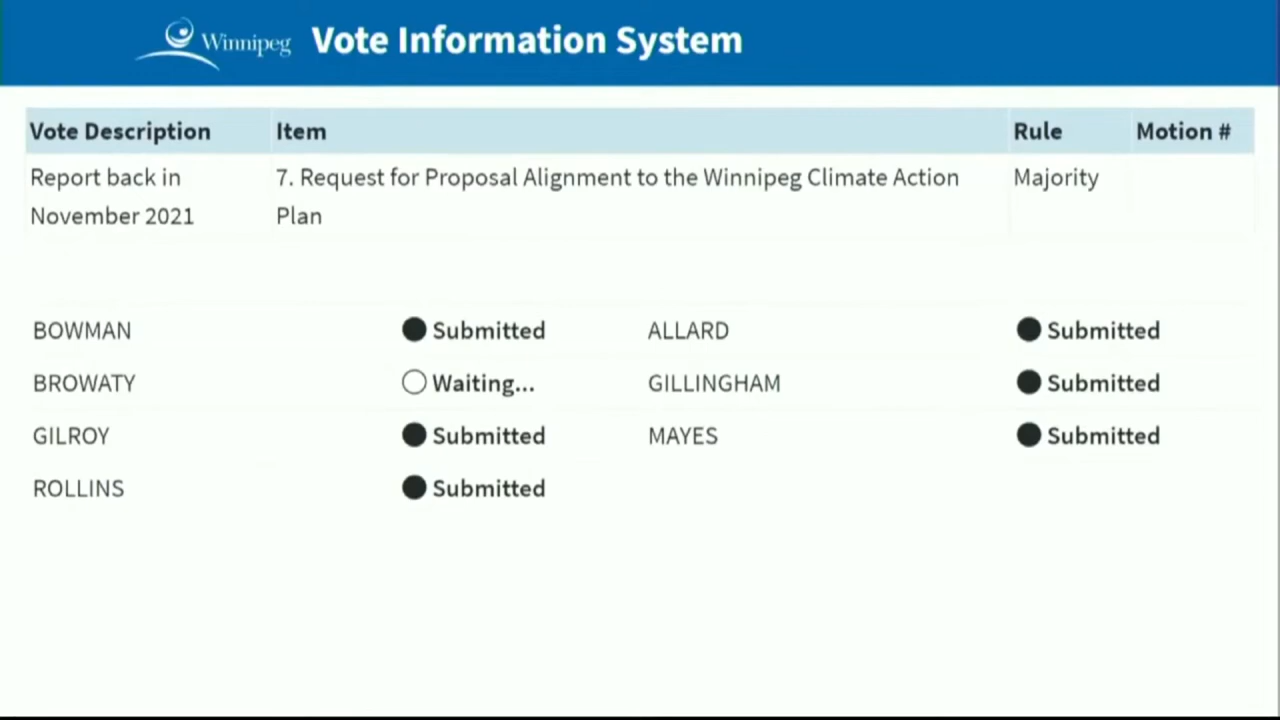 Winnipeg Vote Information System
Vote Description Item Rule Motion #
Report back in 7. Request for Proposal Alignment to the Winnipeg Climate Action Majority
November 2021 Plan
BOWMAN Submitted ALLARD Submitted
BROWATY Waiting... GILLINGHAM Submitted
GILROY Submitted MAYES Submitted
ROLLINS Submitted